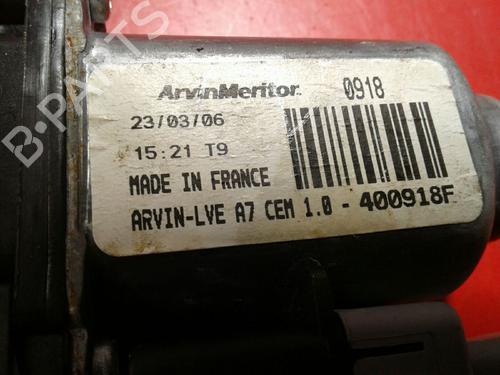 ArvinMeritor. 0918
23/03/06
15:21 T9
MADE IN FRANCE
ARVIN-LVE A7 CEM 1.0 - 400918F
B-PARTS